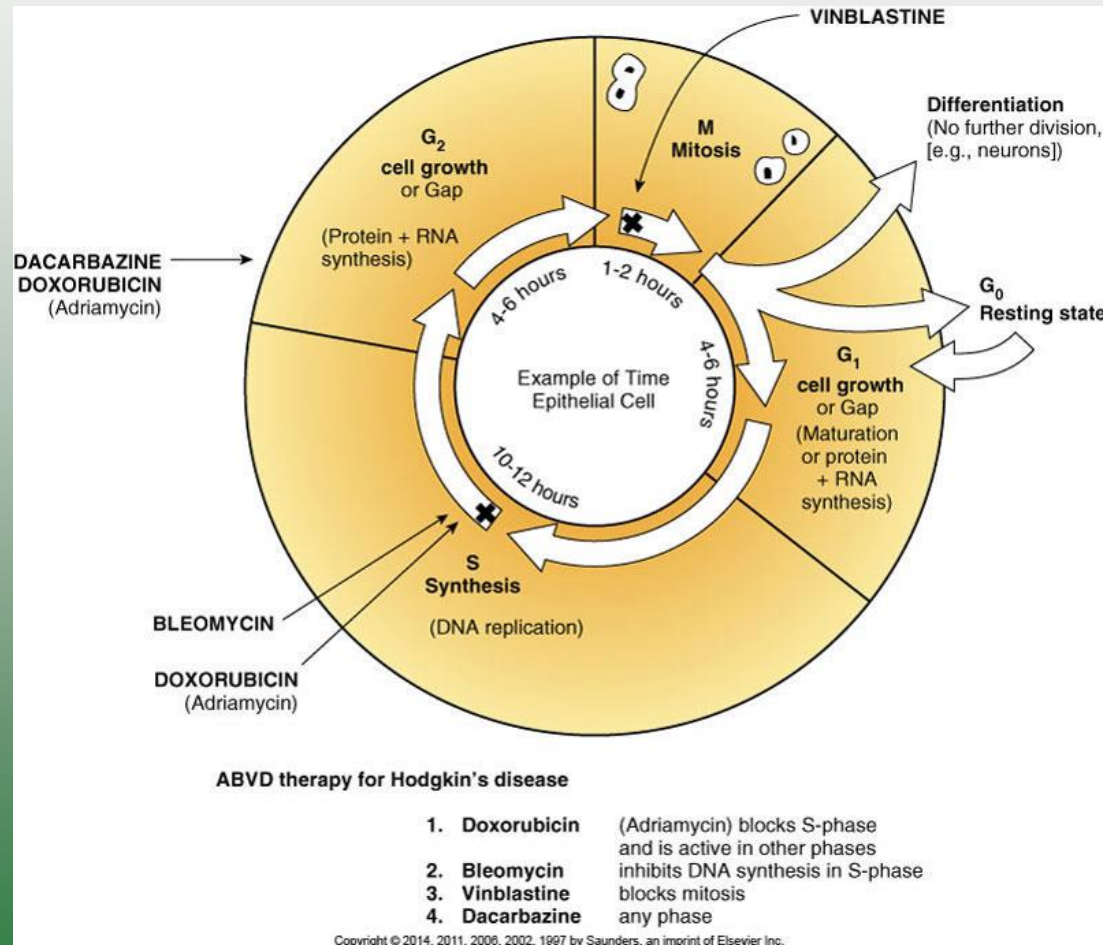 VINBLASTINE
M
Mitosis
Differentiation
(No further division,
[e.g., neurons])
G₂
cell growth
or Gap
(Protein + RNA
synthesis)
DACARBAZINE
DOXORUBICIN
(Adriamycin)
4-6 hours
1-2 hours
4-6 hours
10-12 hours
Example of Time
Epithelial Cell
G₀
Resting state
G₁
cell growth
or Gap
(Maturation
or protein
+ RNA
synthesis)
S
Synthesis
(DNA replication)
BLEOMYCIN
DOXORUBICIN
(Adriamycin)
ABVD therapy for Hodgkin's disease
1. Doxorubicin (Adriamycin) blocks S-phase
and is active in other phases
2. Bleomycin inhibits DNA synthesis in S-phase
3. Vinblastine blocks mitosis
4. Dacarbazine any phase
Copyright © 2014, 2011, 2006, 2002, 1997 by Saunders, an imprint of Elsevier Inc.